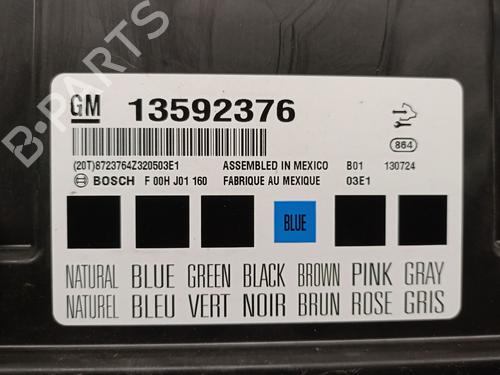 B-PARTS
GM 13592376
864
(20T)8723764Z320503E1 ASSEMBLED IN MEXICO B01 130724
BOSCH F 00H J01 160 FABRIQUE AU MEXIQUE 03E1
BLUE
NATURAL BLUE GREEN BLACK BROWN PINK GRAY
NATUREL BLEU VERT NOIR BRUN ROSE GRIS